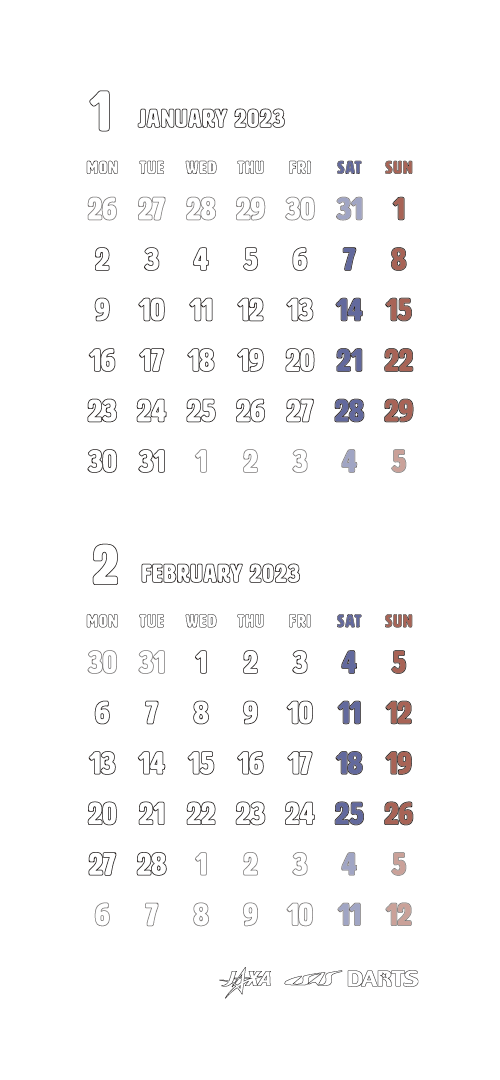 1 JANUARY 2023
MON TUE WED THU FRI SAT SUN
26 27 28 29 30 31 1
2 3 4 5 6 7 8
9 10 11 12 13 14 15
16 17 18 19 20 21 22
23 24 25 26 27 28 29
30 31 1 2 3 4 5
2 FEBRUARY 2023
MON TUE WED THU FRI SAT SUN
30 31 1 2 3 4 5
6 7 8 9 10 11 12
13 14 15 16 17 18 19
20 21 22 23 24 25 26
27 28 1 2 3 4 5
6 7 8 9 10 11 12
JAXA ISAS DARTS